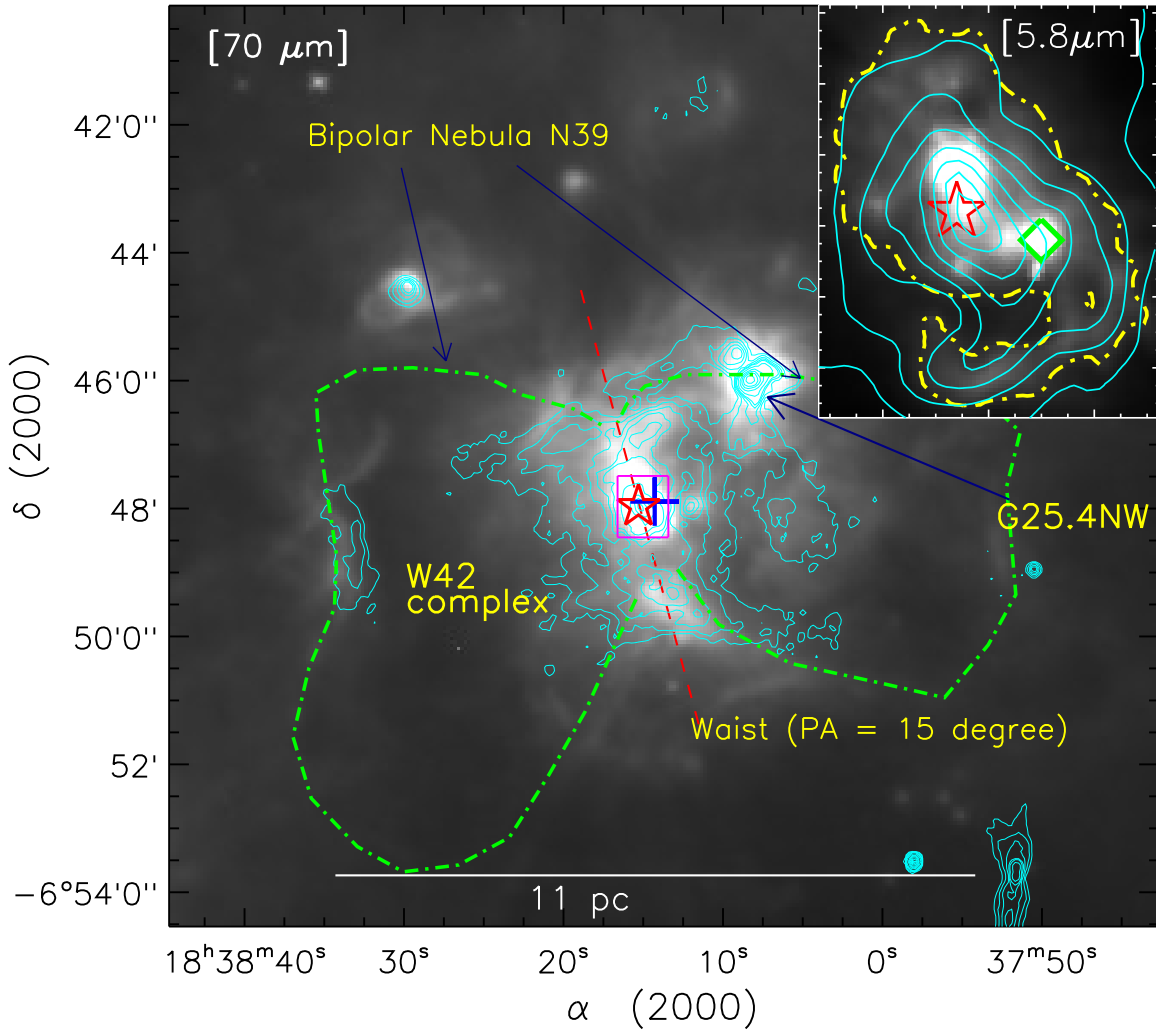 [70 μm]
[5.8μm]
Bipolar Nebula N39
G25.4NW
W42
complex
Waist (PA = 15 degree)
11 pc
42'0''
44'
46'0''
48'
50'0''
52'
−6°54'0''
δ (2000)
18ʰ38ᵐ40ˢ 30ˢ 20ˢ 10ˢ 0ˢ 37ᵐ50ˢ
α (2000)